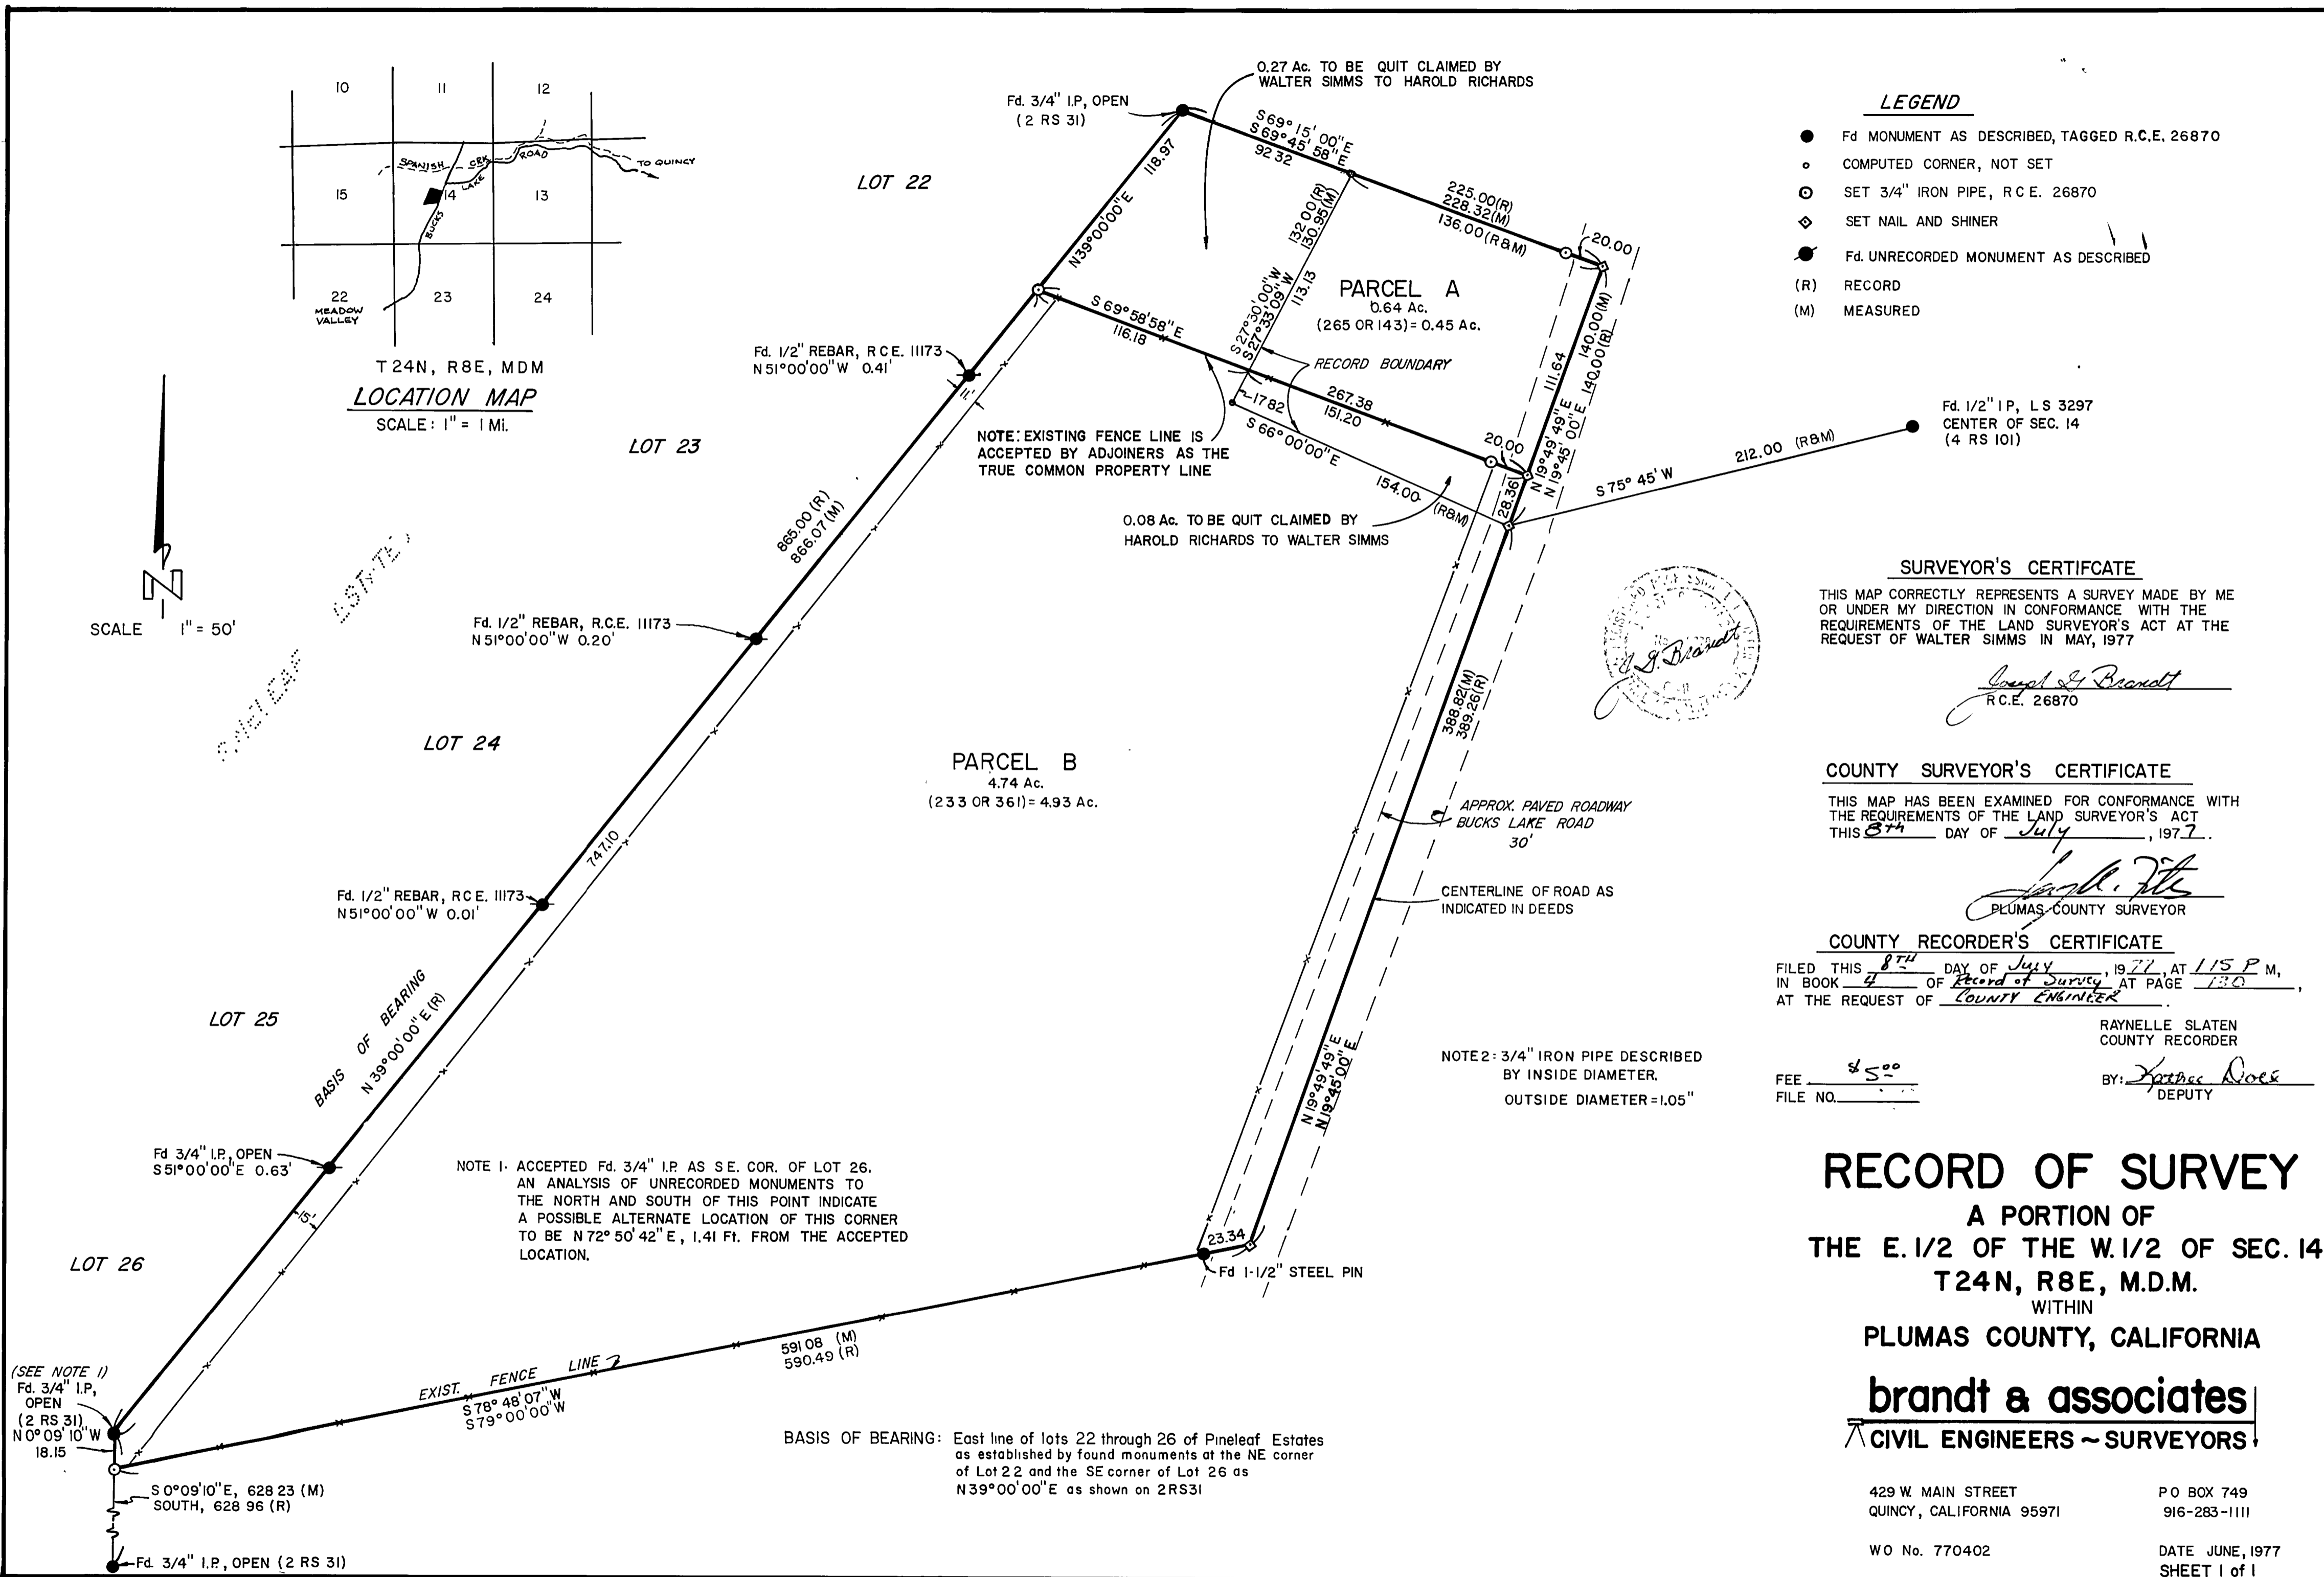 10
11
12
15
14
13
22
23
24
SPANISH CRK
LAKE ROAD
BUCKS
TO QUINCY
MEADOW
VALLEY
T24N, R8E, MDM
LOCATION MAP
SCALE: 1" = 1 Mi.
N
SCALE 1" = 50'
LOT 22
LOT 23
LOT 24
LOT 25
LOT 26
0.27 Ac. TO BE QUIT CLAIMED BY
WALTER SIMMS TO HAROLD RICHARDS
Fd. 3/4" I.P., OPEN
(2 RS 31)
S 69° 15' 00" E
S 69° 45' 58" E
92 32
118.97
N39°00'00"E
225.00(R)
228.32(M)
136.00(R&M)
20.00
132.00(R)
130.95(M)
S 27°30'00"W
S 27°33'09"W
113.13
PARCEL A
0.64 Ac.
(265 OR 143)= 0.45 Ac.
RECORD BOUNDARY
140.00(M)
140.00(R)
111.64
N 19°49'49"E
N 19°45'00"E
S 69°58'58"E
116.18
267.38
151.20
20.00
1782
S 66°00'00"E
154.00
(R&M)
28.36
Fd. 1/2" REBAR, R C E. 11173
N 51°00'00" W 0.41'
11'
NOTE: EXISTING FENCE LINE IS
ACCEPTED BY ADJOINERS AS THE
TRUE COMMON PROPERTY LINE
0.08 Ac. TO BE QUIT CLAIMED BY
HAROLD RICHARDS TO WALTER SIMMS
212.00 (R&M)
S 75° 45' W
Fd. 1/2" I P, L S 3297
CENTER OF SEC. 14
(4 RS 101)
865.00 (R)
866.07 (M)
Fd. 1/2" REBAR, R.C.E. 11173
N 51°00'00" W 0.20'
PARCEL B
4.74 Ac.
(233 OR 361)= 4.93 Ac.
388.82(M)
389.26(R)
APPROX. PAVED ROADWAY
BUCKS LAKE ROAD
30'
CENTERLINE OF ROAD AS
INDICATED IN DEEDS
747.10
Fd. 1/2" REBAR, R C E. 11173
N 51°00'00" W 0.01'
BASIS OF BEARING
N 39°00'00" E (R)
N 19°49'49"E
N 19°45'00"E
NOTE 2: 3/4" IRON PIPE DESCRIBED
BY INSIDE DIAMETER.
OUTSIDE DIAMETER = 1.05"
Fd 3/4" I.P., OPEN
S 51°00'00" E 0.63'
15'
NOTE 1. ACCEPTED Fd. 3/4" I.P. AS S E. COR. OF LOT 26.
AN ANALYSIS OF UNRECORDED MONUMENTS TO
THE NORTH AND SOUTH OF THIS POINT INDICATE
A POSSIBLE ALTERNATE LOCATION OF THIS CORNER
TO BE N 72° 50' 42" E, 1.41 Ft. FROM THE ACCEPTED
LOCATION.
23.34
Fd 1-1/2" STEEL PIN
591 08 (M)
590.49 (R)
EXIST. FENCE LINE
S 78° 48' 07" W
S 79° 00' 00" W
(SEE NOTE 1)
Fd. 3/4" I.P.,
OPEN
(2 RS 31)
N 0° 09' 10" W
18.15
S 0°09'10"E, 628 23 (M)
SOUTH, 628 96 (R)
Fd. 3/4" I.P., OPEN (2 RS 31)
BASIS OF BEARING: East line of lots 22 through 26 of Pineleaf Estates
as established by found monuments at the NE corner
of Lot 22 and the SE corner of Lot 26 as
N39°00'00"E as shown on 2RS31
LEGEND
Fd MONUMENT AS DESCRIBED, TAGGED R.C.E. 26870
COMPUTED CORNER, NOT SET
SET 3/4" IRON PIPE, R C E. 26870
SET NAIL AND SHINER
Fd. UNRECORDED MONUMENT AS DESCRIBED
(R) RECORD
(M) MEASURED
SURVEYOR'S CERTIFCATE
THIS MAP CORRECTLY REPRESENTS A SURVEY MADE BY ME
OR UNDER MY DIRECTION IN CONFORMANCE WITH THE
REQUIREMENTS OF THE LAND SURVEYOR'S ACT AT THE
REQUEST OF WALTER SIMMS IN MAY, 1977
Joseph G Brandt
R C.E. 26870
J G. Brandt
COUNTY SURVEYOR'S CERTIFICATE
THIS MAP HAS BEEN EXAMINED FOR CONFORMANCE WITH
THE REQUIREMENTS OF THE LAND SURVEYOR'S ACT
THIS 8th DAY OF July, 1977.
PLUMAS COUNTY SURVEYOR
COUNTY RECORDER'S CERTIFICATE
FILED THIS 8TH DAY OF July, 1977, AT 1 15 P M,
IN BOOK 4 OF Record of Survey AT PAGE 130,
AT THE REQUEST OF COUNTY ENGINEER.
RAYNELLE SLATEN
COUNTY RECORDER
FEE $5.00
FILE NO.
BY:
DEPUTY
RECORD OF SURVEY
A PORTION OF
THE E. 1/2 OF THE W. 1/2 OF SEC. 14
T24N, R8E, M.D.M.
WITHIN
PLUMAS COUNTY, CALIFORNIA
brandt & associates
CIVIL ENGINEERS ~ SURVEYORS
429 W. MAIN STREET
QUINCY, CALIFORNIA 95971
P O BOX 749
916-283-1111
W O No. 770402
DATE JUNE, 1977
SHEET 1 of 1